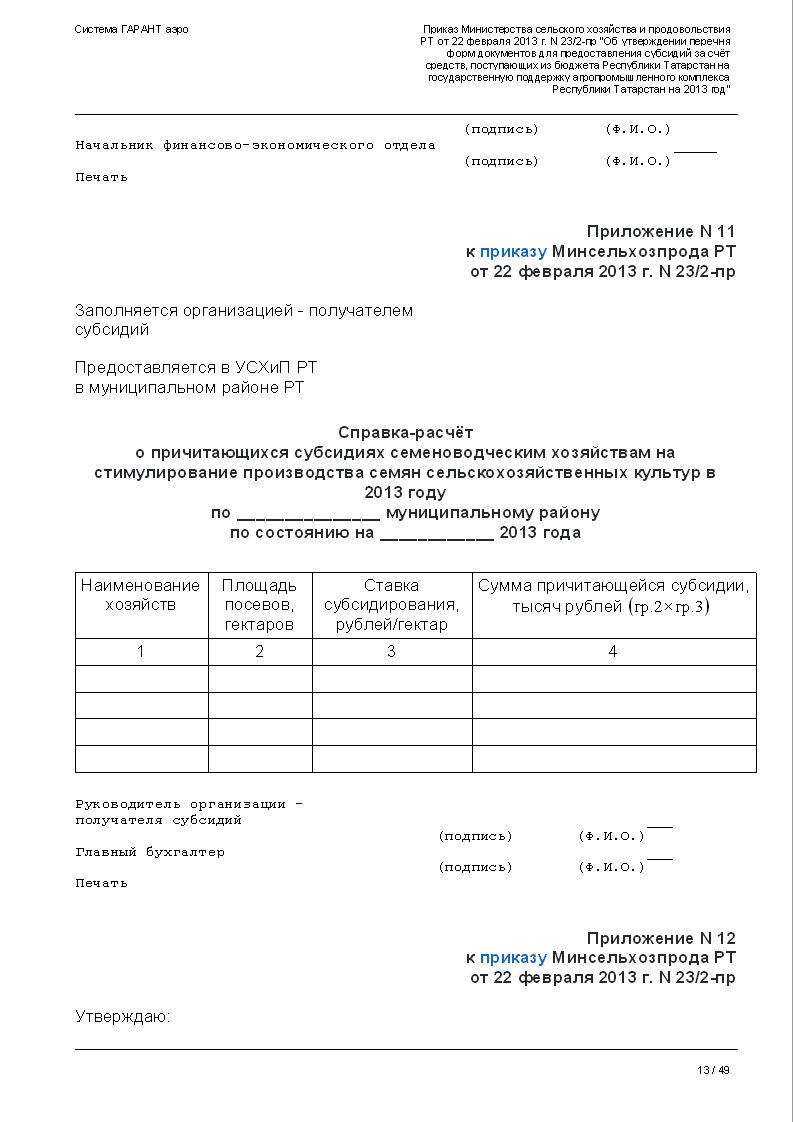 Система ГАРАНТ аэро
Приказ Министерства сельского хозяйства и продовольствия
РТ от 22 февраля 2013 г. N 23/2-пр "Об утверждении перечня
форм документов для предоставления субсидий за счёт
средств, поступающих из бюджета Республики Татарстан на
государственную поддержку агропромышленного комплекса
Республики Татарстан на 2013 год"
(подпись) (Ф.И.О.)
Начальник финансово-экономического отдела _____
(подпись) (Ф.И.О.)
Печать
Приложение N 11
к приказу Минсельхозпрода РТ
от 22 февраля 2013 г. N 23/2-пр
Заполняется организацией - получателем
субсидий
Предоставляется в УСХиП РТ
в муниципальном районе РТ
Справка-расчёт
о причитающихся субсидиях семеноводческим хозяйствам на
стимулирование производства семян сельскохозяйственных культур в
2013 году
по _______________ муниципальному району
по состоянию на ____________ 2013 года
Наименование хозяйств
Площадь посевов, гектаров
Ставка субсидирования, рублей/гектар
Сумма причитающейся субсидии, тысяч рублей (гр.2×гр.3)
1 2 3 4
Руководитель организации -
получателя субсидий ___
(подпись) (Ф.И.О.)
Главный бухгалтер ___
(подпись) (Ф.И.О.)
Печать
Приложение N 12
к приказу Минсельхозпрода РТ
от 22 февраля 2013 г. N 23/2-пр
Утверждаю:
13 / 49